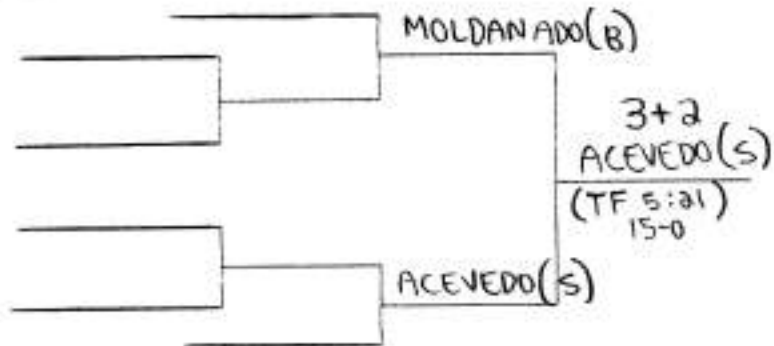 MOLDANADO(B)
3+2
ACEVEDO(S)
(TF 5:21)
15-0
ACEVEDO(S)